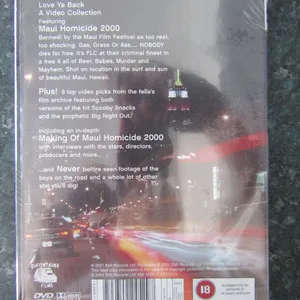 Love Ye Back
A Video Collection
Featuring
Maui Homicide 2000
Banned! by the Maui Film Festival as too real,
too shocking. Gas, Grass Or Ass.... NOBODY
dies for free. It's FLC at their criminal finest in
a free 4 all of Beer, Babes, Murder and
Mayhem. Shot on location in the surf and sun
of beautiful Maui, Hawaii.
Plus! 8 top video picks from the fella's
film archive featuring both
versions of the hit Scooby Snacks
and the prophetic Big Night Out!
including an in-depth
Making Of Maui Homicide 2000
with interviews with the stars, directors,
producers and more...
...and Never before seen footage of the
boys on the road and a whole lot of other
shit you'll dig!
FILMS
DVD
18